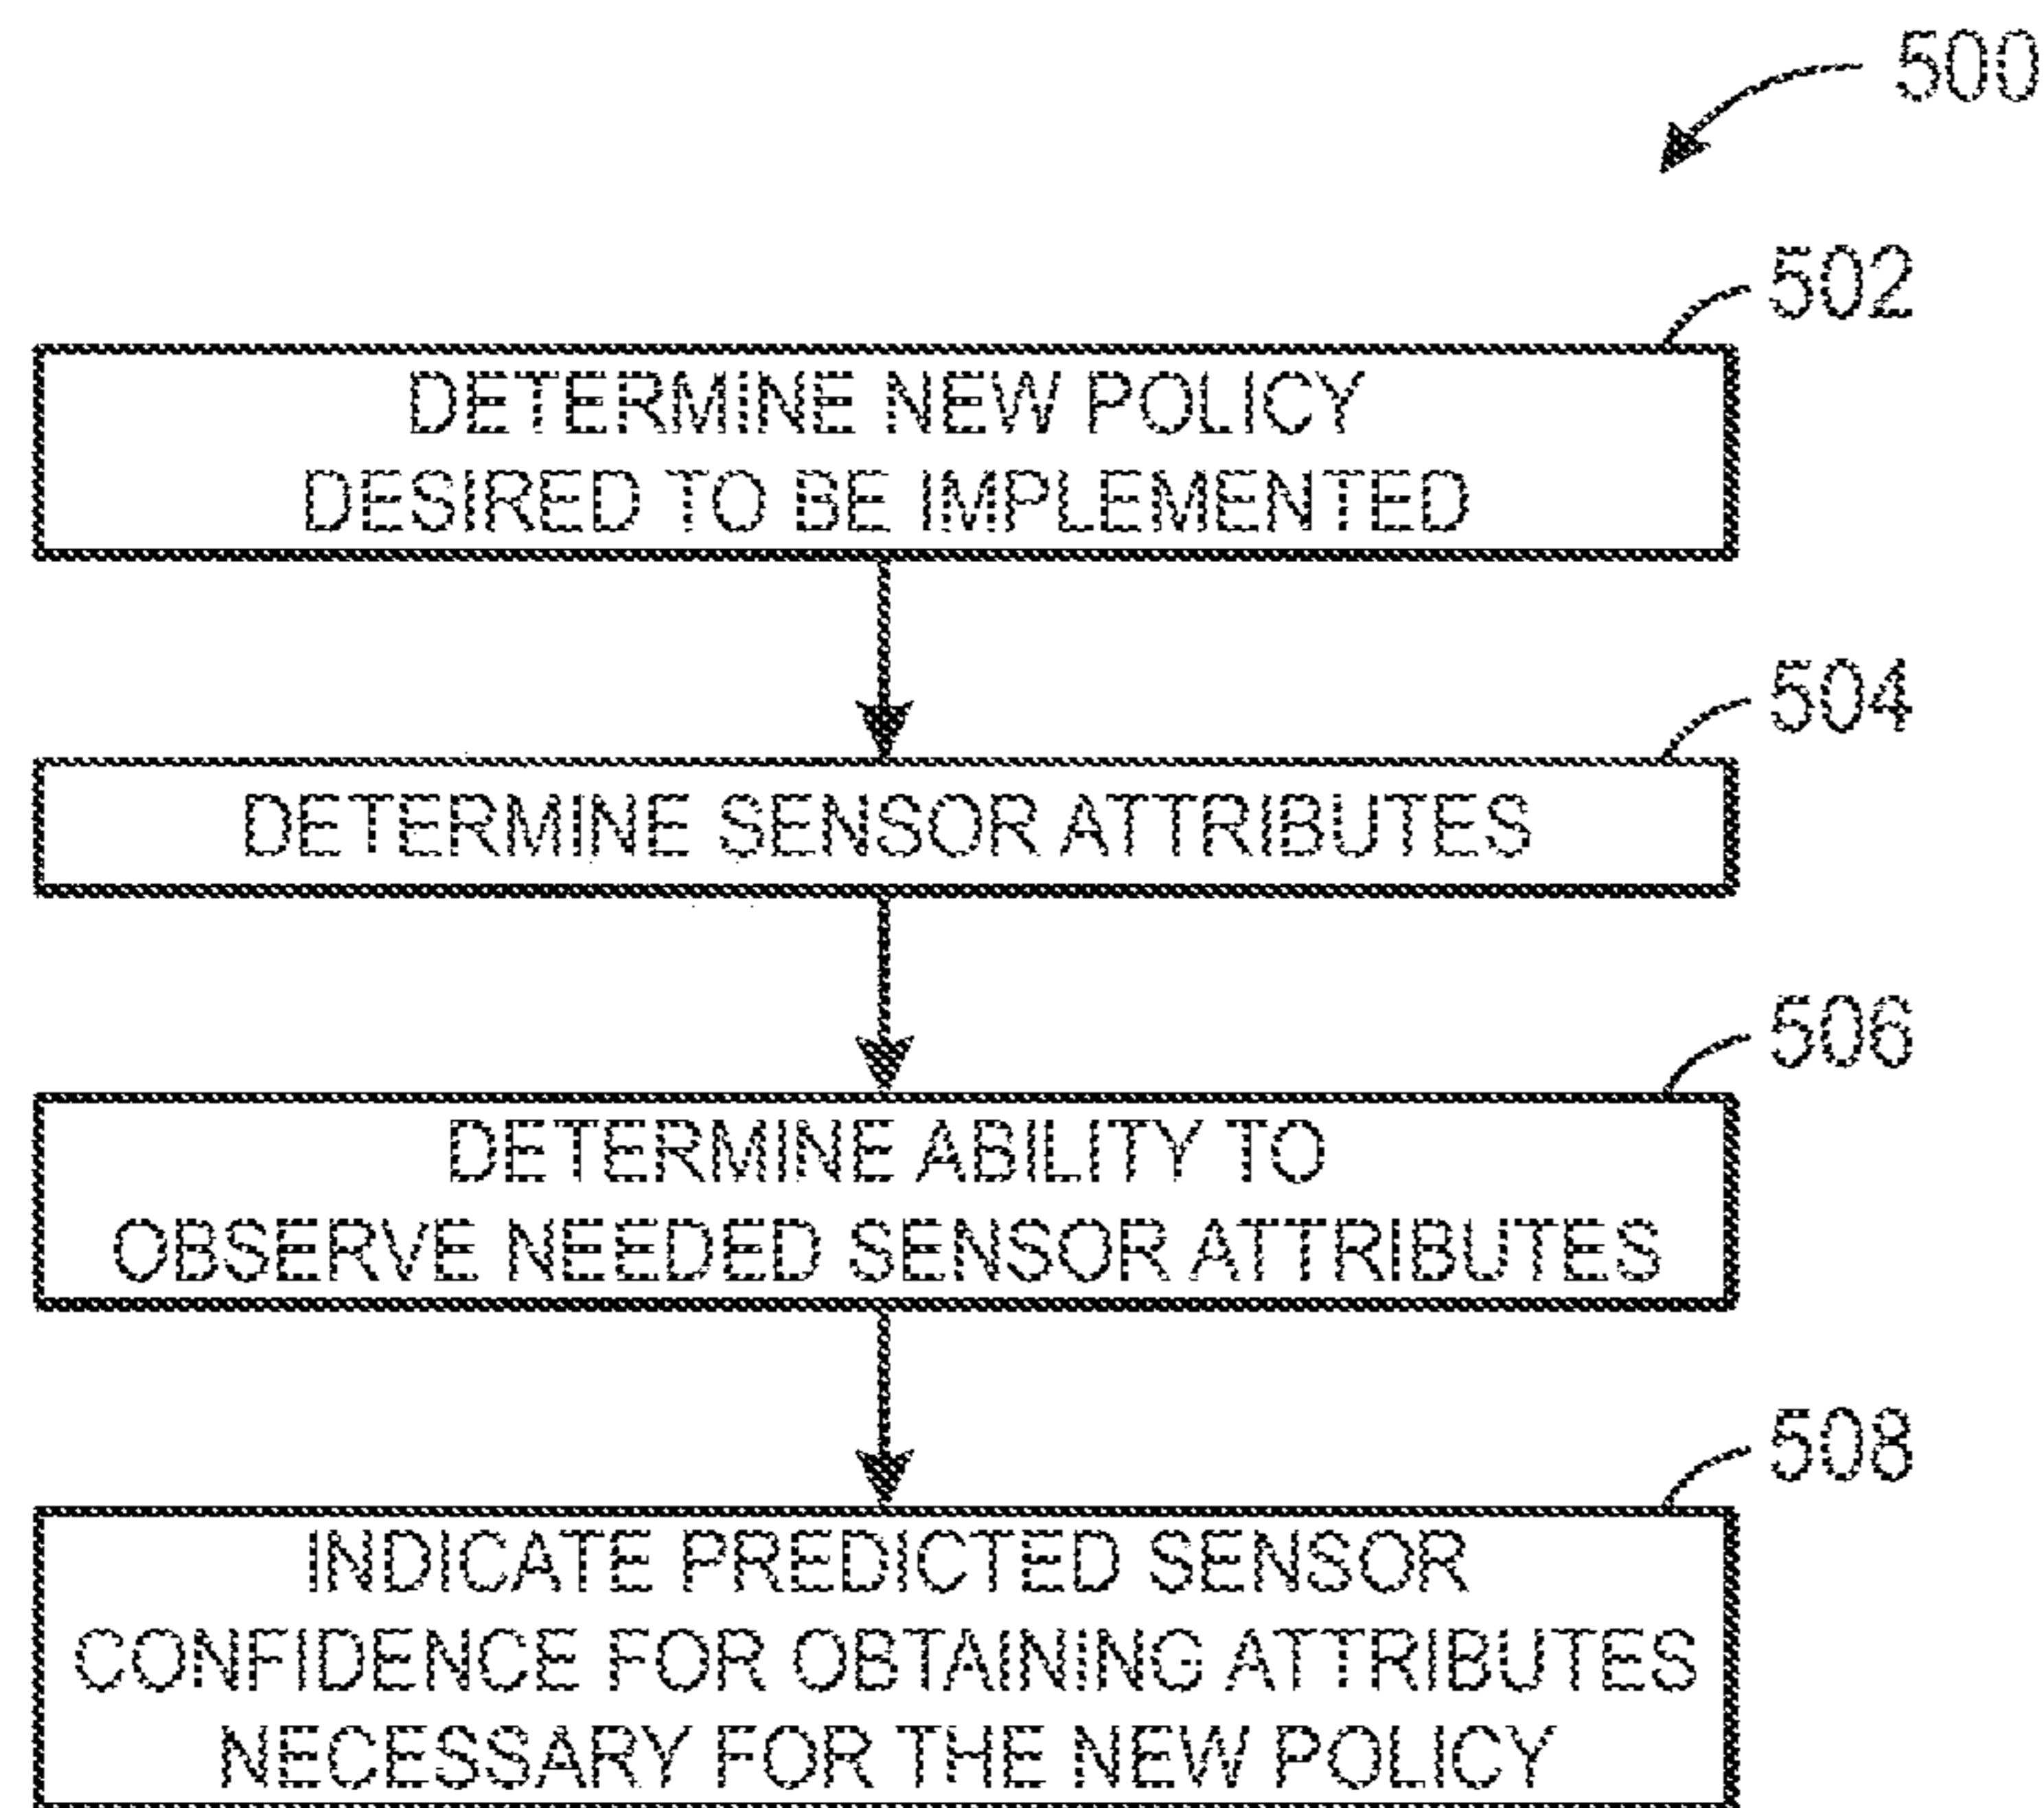 500
502
DETERMINE NEW POLICY
DESIRED TO BE IMPLEMENTED
504
DETERMINE SENSOR ATTRIBUTES
506
DETERMINE ABILITY TO
OBSERVE NEEDED SENSOR ATTRIBUTES
508
INDICATE PREDICTED SENSOR
CONFIDENCE FOR OBTAINING ATTRIBUTES
NECESSARY FOR THE NEW POLICY